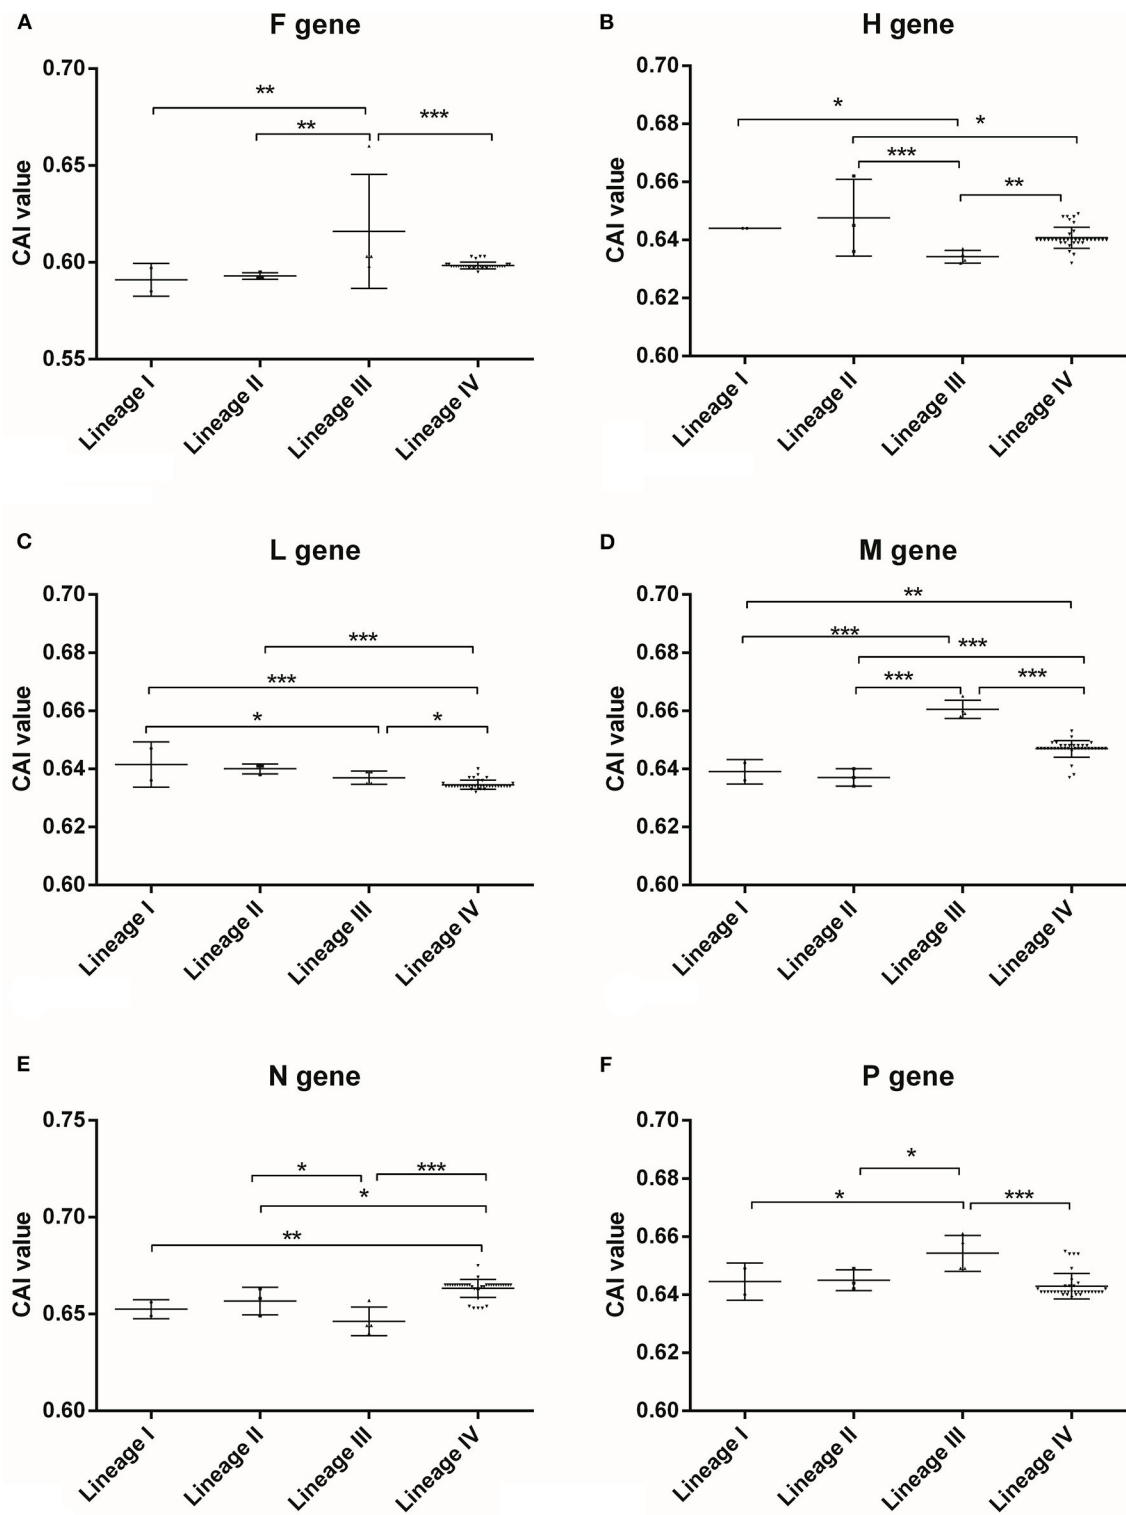 A
F gene
CAI value
0.70
0.65
0.60
0.55
**
**
***
Lineage I
Lineage II
Lineage III
Lineage IV
B
H gene
CAI value
0.70
0.68
0.66
0.64
0.62
0.60
*
*
***
**
Lineage I
Lineage II
Lineage III
Lineage IV
C
L gene
CAI value
0.70
0.68
0.66
0.64
0.62
0.60
***
***
*
*
Lineage I
Lineage II
Lineage III
Lineage IV
D
M gene
CAI value
0.70
0.68
0.66
0.64
0.62
0.60
**
***
***
***
***
Lineage I
Lineage II
Lineage III
Lineage IV
E
N gene
CAI value
0.75
0.70
0.65
0.60
*
***
*
**
Lineage I
Lineage II
Lineage III
Lineage IV
F
P gene
CAI value
0.70
0.68
0.66
0.64
0.62
0.60
*
*
***
Lineage I
Lineage II
Lineage III
Lineage IV